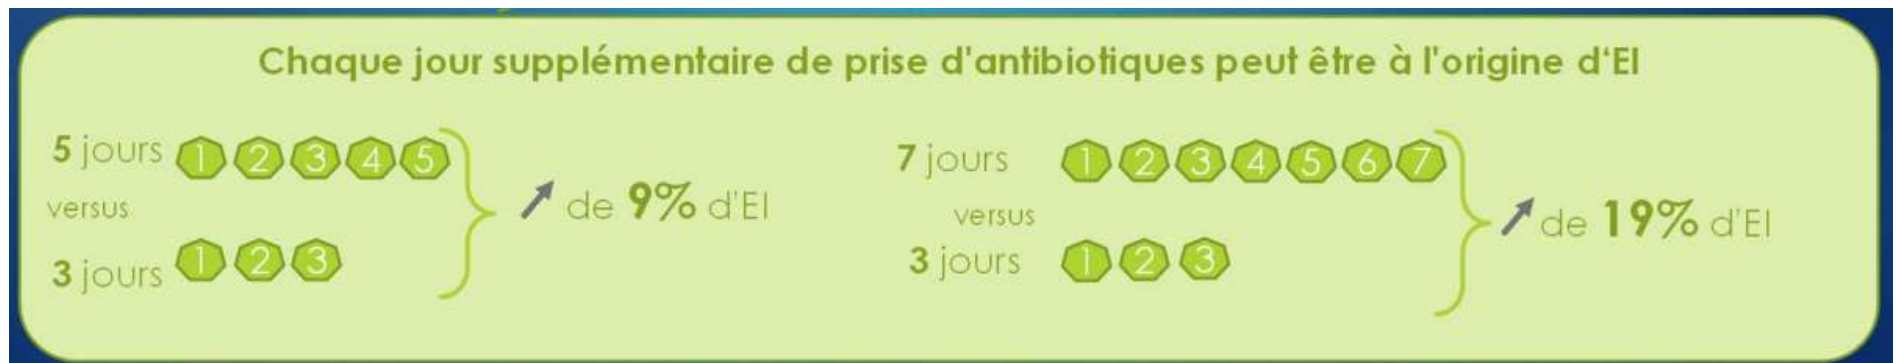 Chaque jour supplémentaire de prise d'antibiotiques peut être à l'origine d‘EI
5 jours 1 2 3 4 5
versus
3 jours 1 2 3
de 9% d'EI
7 jours 1 2 3 4 5 6 7
versus
3 jours 1 2 3
de 19% d'EI